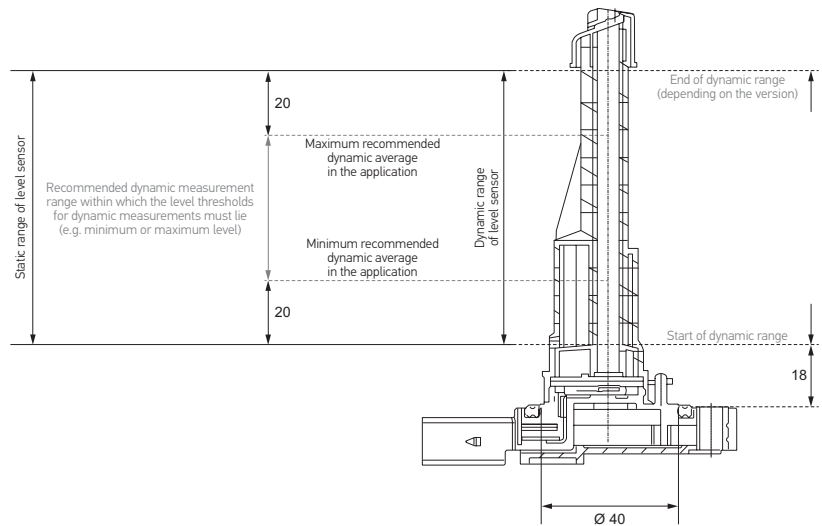 End of dynamic range
(depending on the version)
20
Maximum recommended
dynamic average
in the application
Static range of level sensor
Recommended dynamic measurement
range within which the level thresholds
for dynamic measurements must lie
(e.g. minimum or maximum level)
Dynamic range
of level sensor
Minimum recommended
dynamic average
in the application
20
Start of dynamic range
18
Ø 40